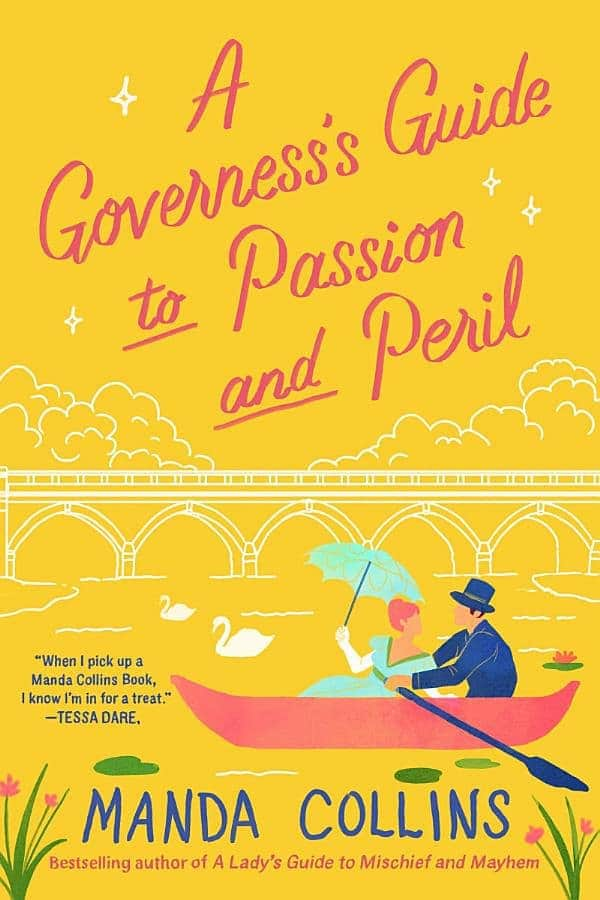 A
Governess's Guide
to Passion
and Peril
"When I pick up a
Manda Collins Book,
I know I'm in for a treat."
—TESSA DARE,
MANDA COLLINS
Bestselling author of A Lady's Guide to Mischief and Mayhem